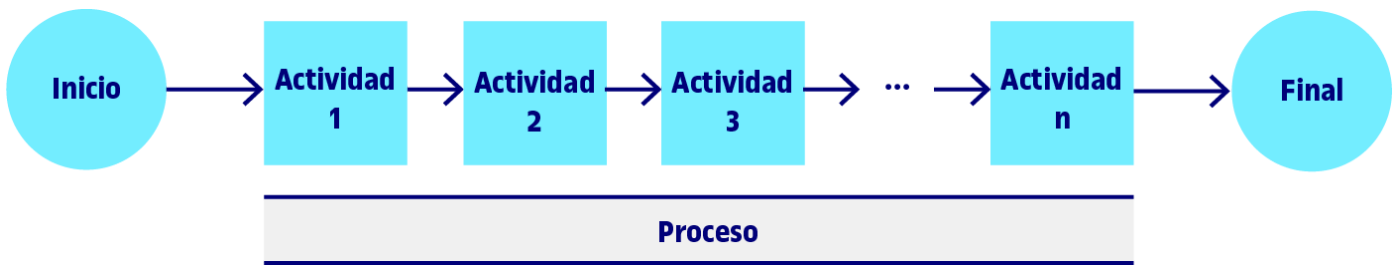 Inicio
Actividad
1
Actividad
2
Actividad
3
...
Actividad
n
Final
Proceso